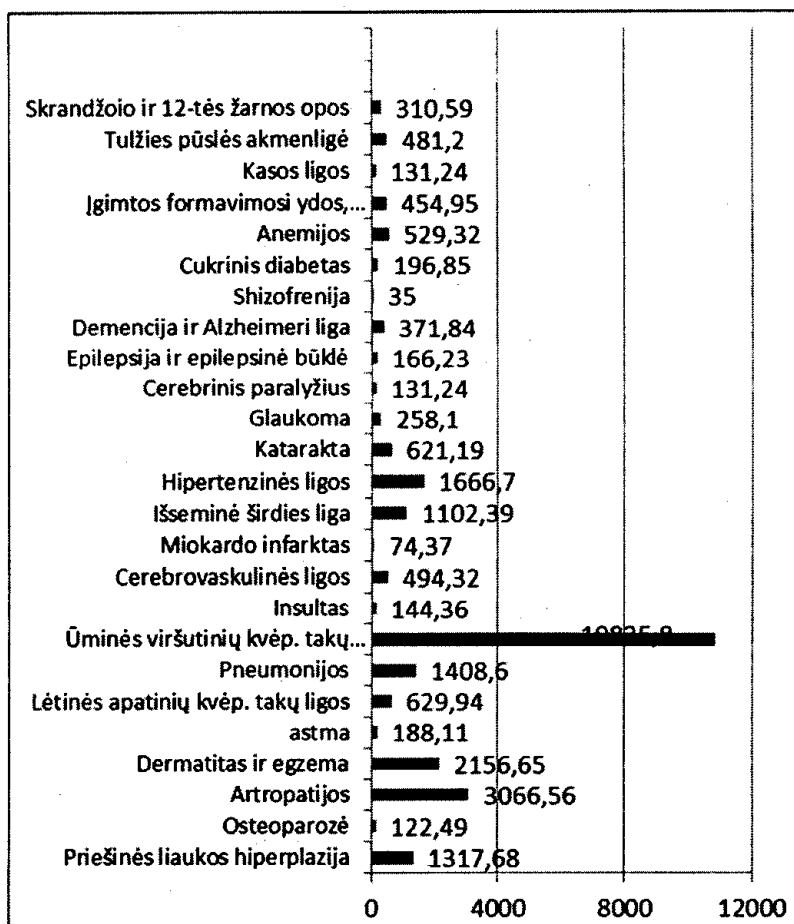 Skrandžoio ir 12-tės žarnos opos 310,59
Tulžies pūslės akmenligė 481,2
Kasos ligos 131,24
Įgimtos formavimosi ydos,... 454,95
Anemijos 529,32
Cukrinis diabetas 196,85
Shizofrenija 35
Demencija ir Alzheimeri liga 371,84
Epilepsija ir epilepsinė būklė 166,23
Cerebrinis paralyžius 131,24
Glaukoma 258,1
Katarakta 621,19
Hipertenzinės ligos 1666,7
Išseminė širdies liga 1102,39
Miokardo infarktas 74,37
Cerebrovaskulinės ligos 494,32
Insultas 144,36
Ūminės viršutinių kvėp. takų...
Pneumonijos 1408,6
Lėtinės apatinių kvėp. takų ligos 629,94
astma 188,11
Dermatitas ir egzema 2156,65
Artropatijos 3066,56
Osteoparozė 122,49
Priešinės liaukos hiperplazija 1317,68
0 4000 8000 12000